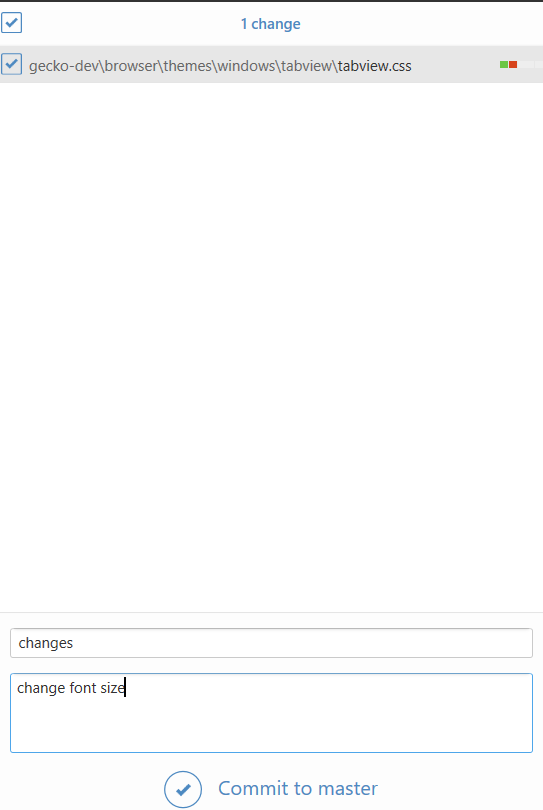 1 change
gecko-dev\browser\themes\windows\tabview\tabview.css
changes
change font size
Commit to master